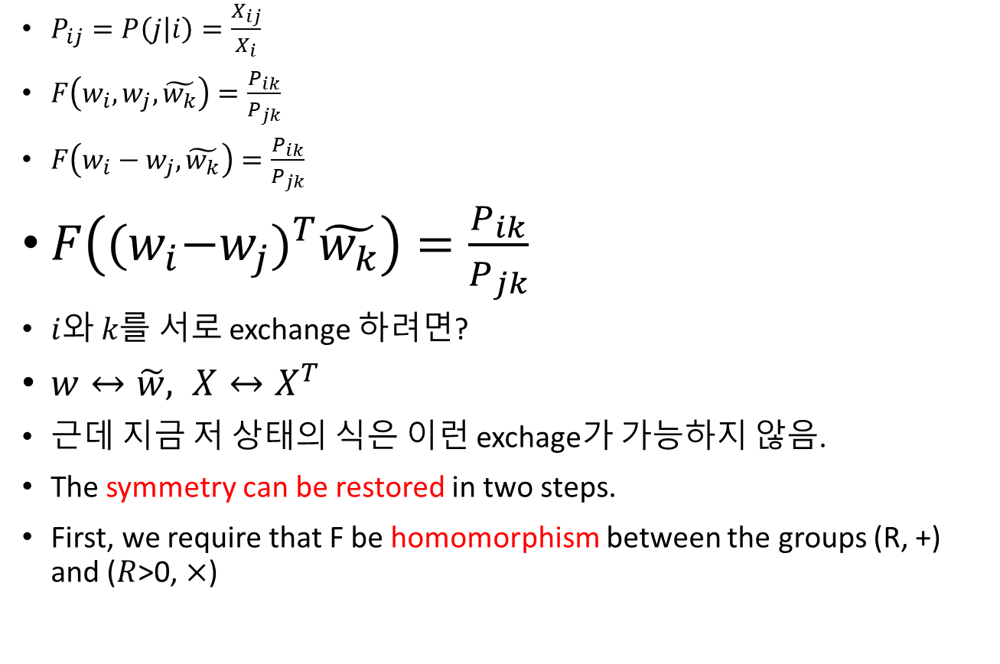 • P_{ij} = P(j|i) = \frac{X_{ij}}{X_i}
• F(w_i, w_j, \widetilde{w_k}) = \frac{P_{ik}}{P_{jk}}
• F(w_i − w_j, \widetilde{w_k}) = \frac{P_{ik}}{P_{jk}}
• F((w_i−w_j)^T \widetilde{w_k}) = \frac{P_{ik}}{P_{jk}}
• i와 k를 서로 exchange 하려면?
• w ↔ \widetilde{w}, X ↔ X^T
• 근데 지금 저 상태의 식은 이런 exchage가 가능하지 않음.
• The symmetry can be restored in two steps.
• First, we require that F be homomorphism between the groups (R, +)
and (R>0, ×)